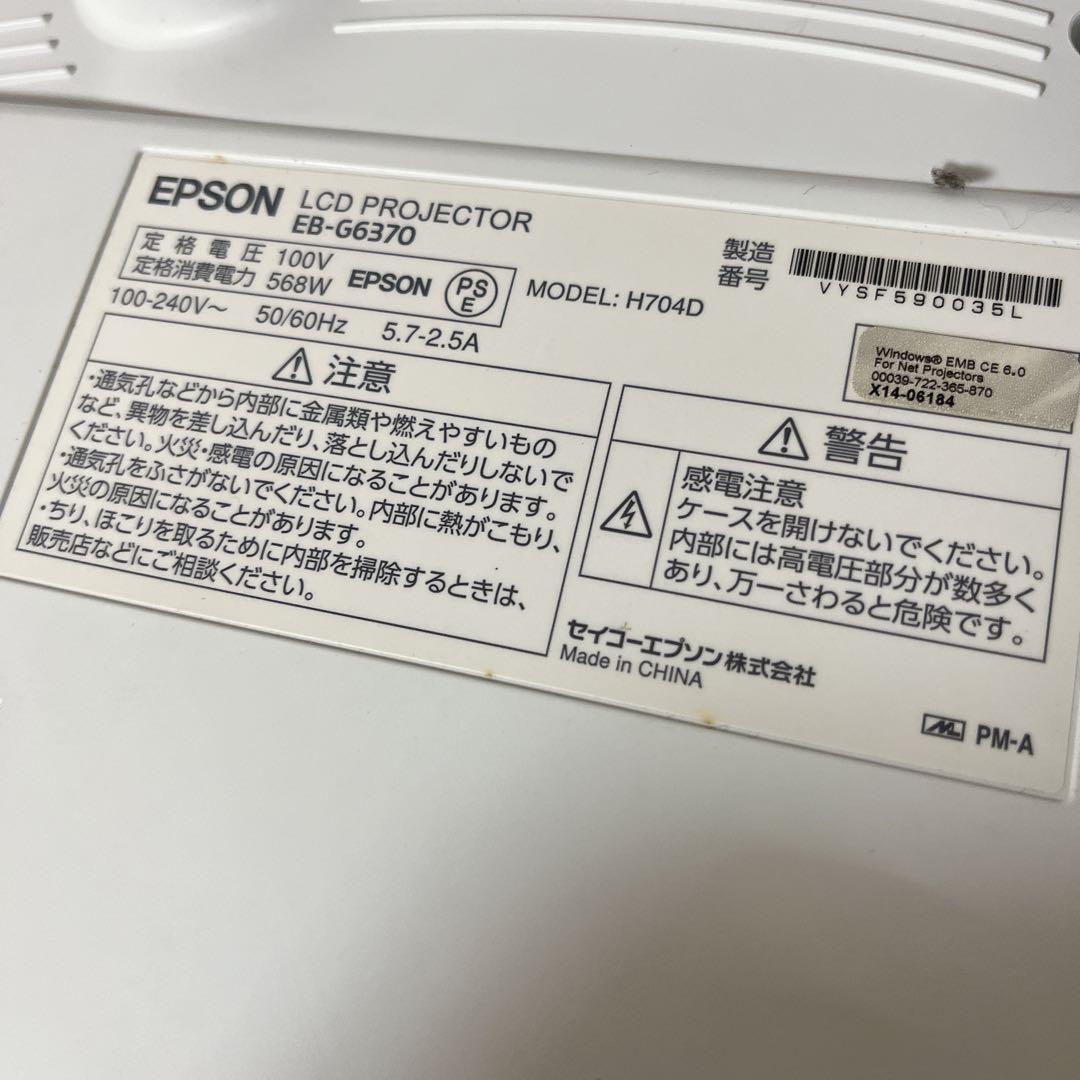 EPSON LCD PROJECTOR
EB-G6370
定格電圧 100V
定格消費電力 568W EPSON PSE
100-240V～ 50/60Hz 5.7-2.5A
MODEL: H704D
製造
番号
VYSF590035L
Windows® EMB CE 6.0
For Net Projectors
00039-722-365-870
X14-06184
注意
・通気孔などから内部に金属類や燃えやすいもの
など、異物を差し込んだり、落とし込んだりしないで
ください。火災・感電の原因になることがあります。
・通気孔をふさがないでください。内部に熱がこもり、
火災の原因になることがあります。
・ちり、ほこりを取るために内部を掃除するときは、
販売店などにご相談ください。
警告
感電注意
ケースを開けないでください。
内部には高電圧部分が数多く
あり、万一さわると危険です。
セイコーエプソン株式会社
Made in CHINA
ML PM-A